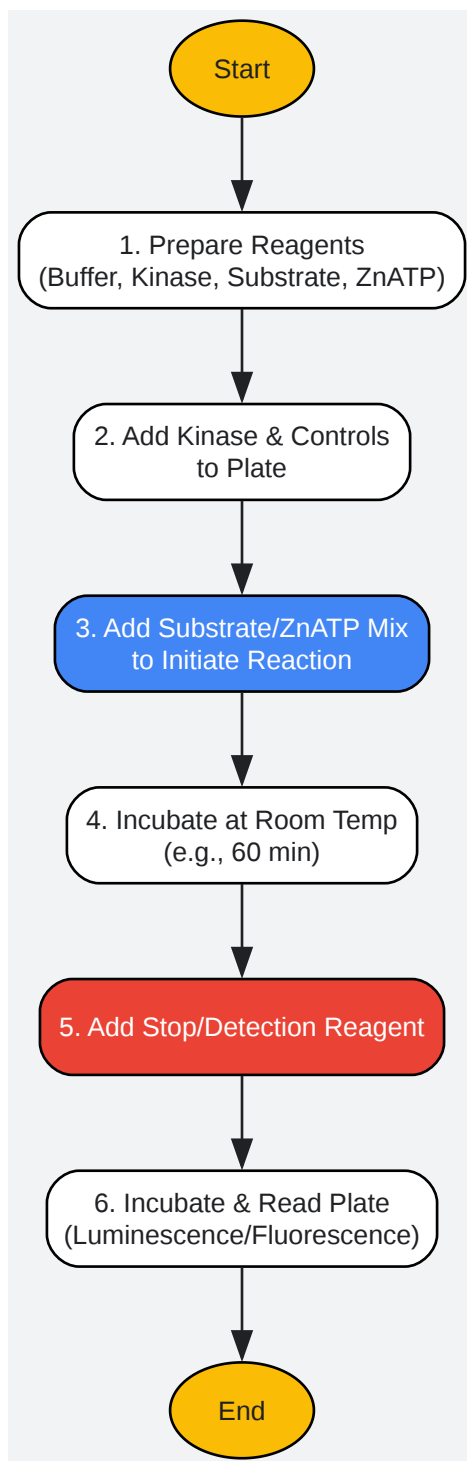 Start
1. Prepare Reagents
(Buffer, Kinase, Substrate, ZnATP)
2. Add Kinase & Controls
to Plate
3. Add Substrate/ZnATP Mix
to Initiate Reaction
4. Incubate at Room Temp
(e.g., 60 min)
5. Add Stop/Detection Reagent
6. Incubate & Read Plate
(Luminescence/Fluorescence)
End